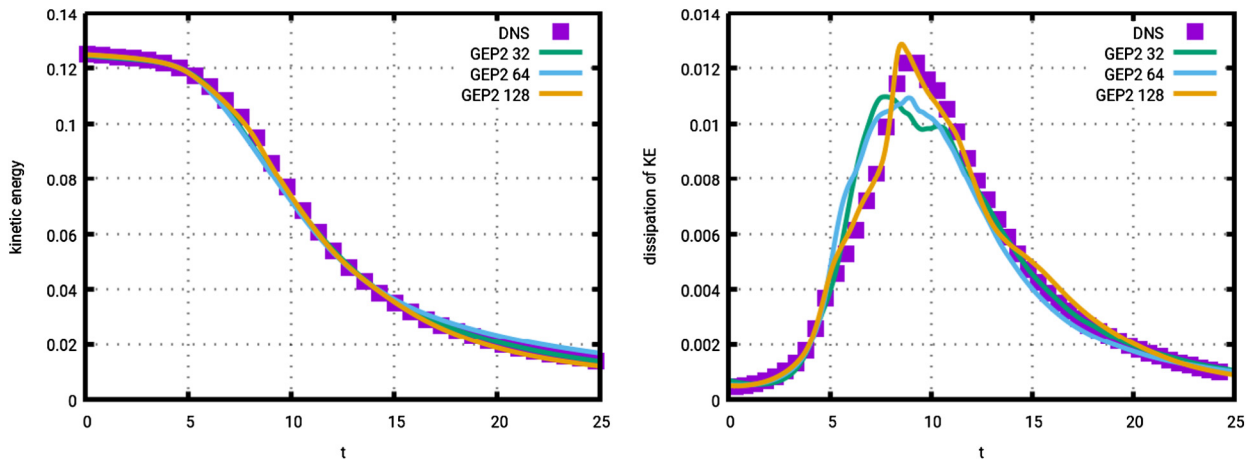 0.14
0.12
0.1
0.08
0.06
0.04
0.02
0
kinetic energy
DNS
GEP2 32
GEP2 64
GEP2 128
0 5 10 15 20 25
t
0.014
0.012
0.01
0.008
0.006
0.004
0.002
0
dissipation of KE
DNS
GEP2 32
GEP2 64
GEP2 128
0 5 10 15 20 25
t